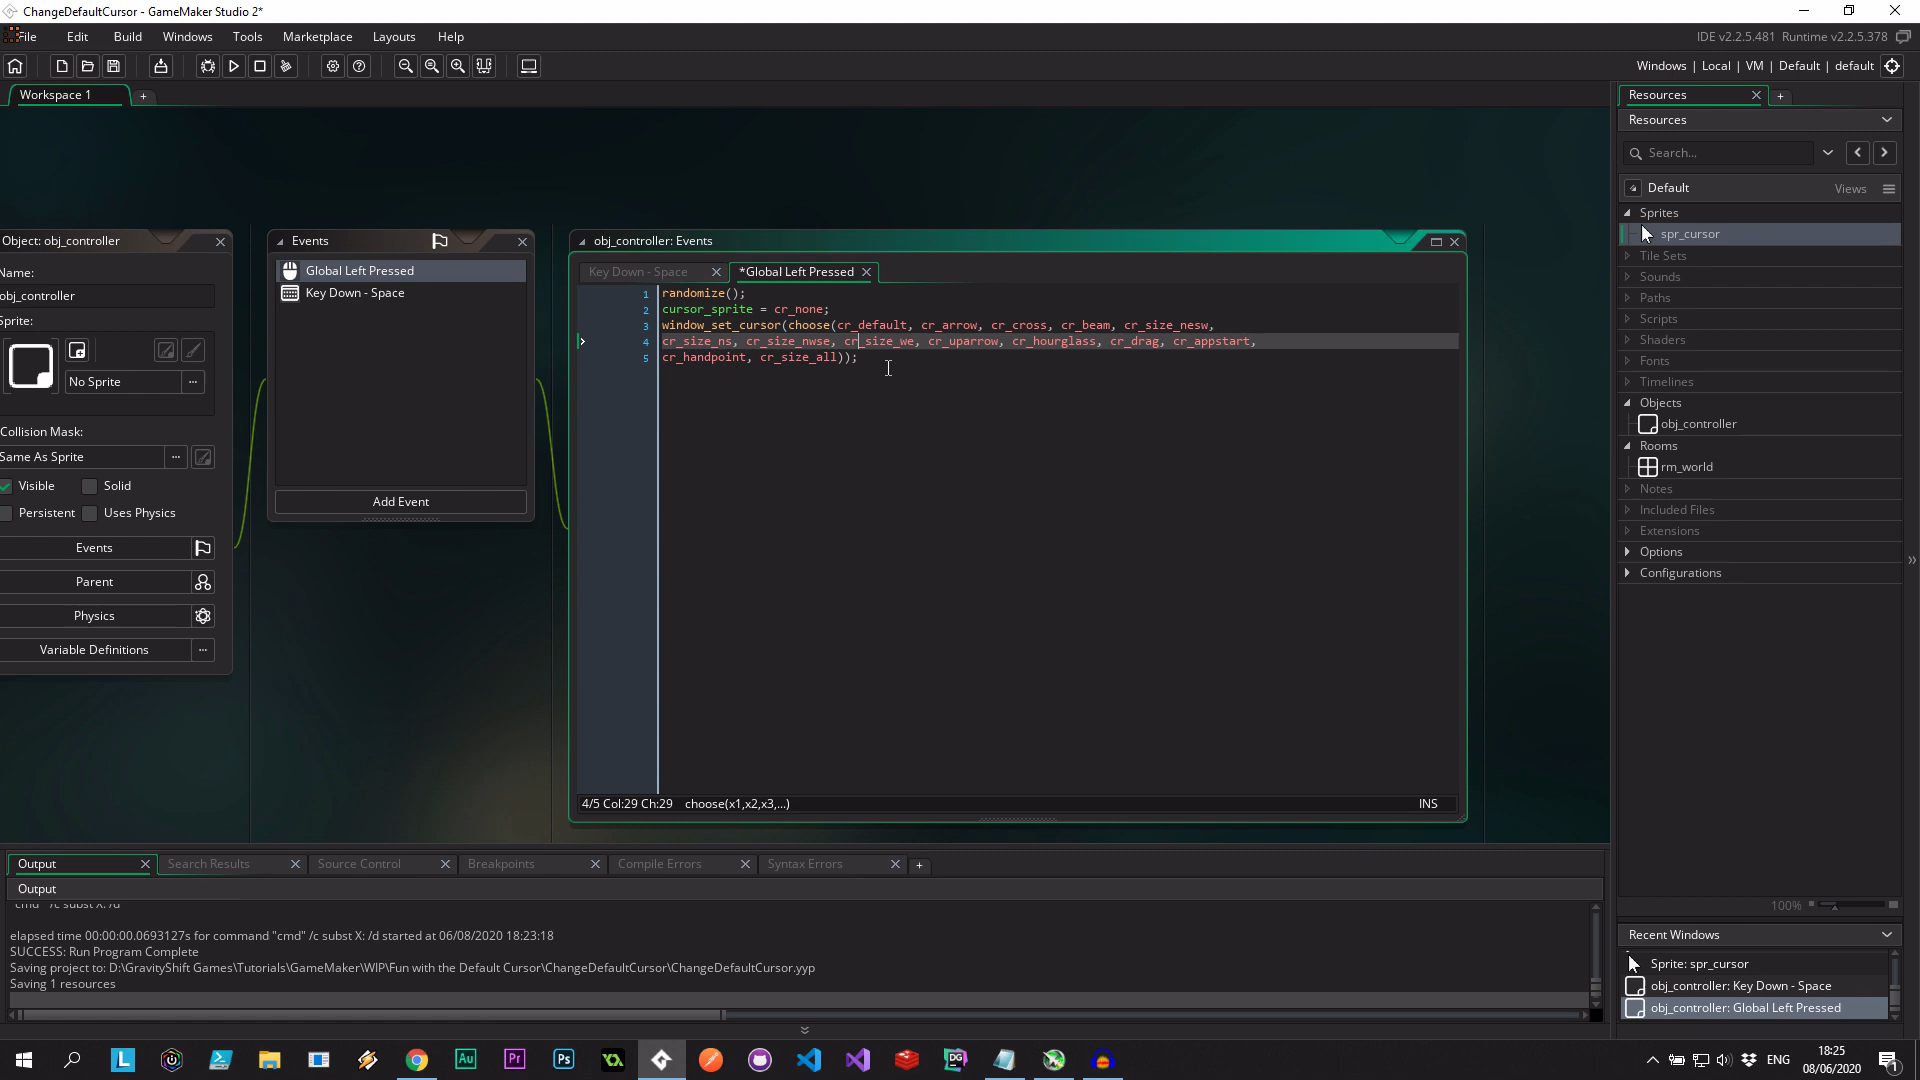 ChangeDefaultCursor - GameMaker Studio 2*
File Edit Build Windows Tools Marketplace Layouts Help
IDE v2.2.5.481 Runtime v2.2.5.378
Windows | Local | VM | Default | default
Workspace 1
Object: obj_controller
Name:
obj_controller
Sprite:
No Sprite
Collision Mask:
Same As Sprite
Visible Solid
Persistent Uses Physics
Events
Parent
Physics
Variable Definitions
Events
Global Left Pressed
Key Down - Space
Add Event
obj_controller: Events
Key Down - Space *Global Left Pressed
1 randomize();
2 cursor_sprite = cr_none;
3 window_set_cursor(choose(cr_default, cr_arrow, cr_cross, cr_beam, cr_size_nesw,
4 cr_size_ns, cr_size_nwse, cr_size_we, cr_uparrow, cr_hourglass, cr_drag, cr_appstart,
5 cr_handpoint, cr_size_all));
4/5 Col:29 Ch:29 choose(x1,x2,x3,...)
INS
Resources
Resources
Search...
Default
Views
Sprites
spr_cursor
Tile Sets
Sounds
Paths
Scripts
Shaders
Fonts
Timelines
Objects
obj_controller
Rooms
rm_world
Notes
Included Files
Extensions
Options
Configurations
100%
Recent Windows
Sprite: spr_cursor
obj_controller: Key Down - Space
obj_controller: Global Left Pressed
Output Search Results Source Control Breakpoints Compile Errors Syntax Errors
Output
"cmd" /c subst X: /d
elapsed time 00:00:00.0693127s for command "cmd" /c subst X: /d started at 06/08/2020 18:23:18
SUCCESS: Run Program Complete
Saving project to: D:\GravityShift Games\Tutorials\GameMaker\WIP\Fun with the Default Cursor\ChangeDefaultCursor\ChangeDefaultCursor.yyp
Saving 1 resources
L
Au
Pr
Ps
DG
ENG
18:25
08/06/2020
1